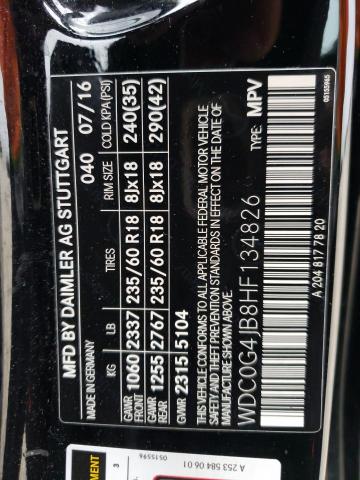 MFD BY DAIMLER AG STUTTGART
MADE IN GERMANY 040 07/16
KG LB TIRES RIM SIZE COLD KPA(PSI)
GAWR FRONT 1060 2337 235/60 R18 8Jx18 240(35)
GAWR REAR 1255 2767 235/60 R18 8Jx18 290(42)
GVWR 2315 5104
THIS VEHICLE CONFORMS TO ALL APPLICABLE FEDERAL MOTOR VEHICLE
SAFETY AND THEFT PREVENTION STANDARDS IN EFFECT ON THE DATE OF
MANUFACTURE SHOWN ABOVE.
WDC0G4JB8HF134826 TYPE: MPV
A 204 817 78 20
00155965
MENT
3
0515596
A 253 584 06 01